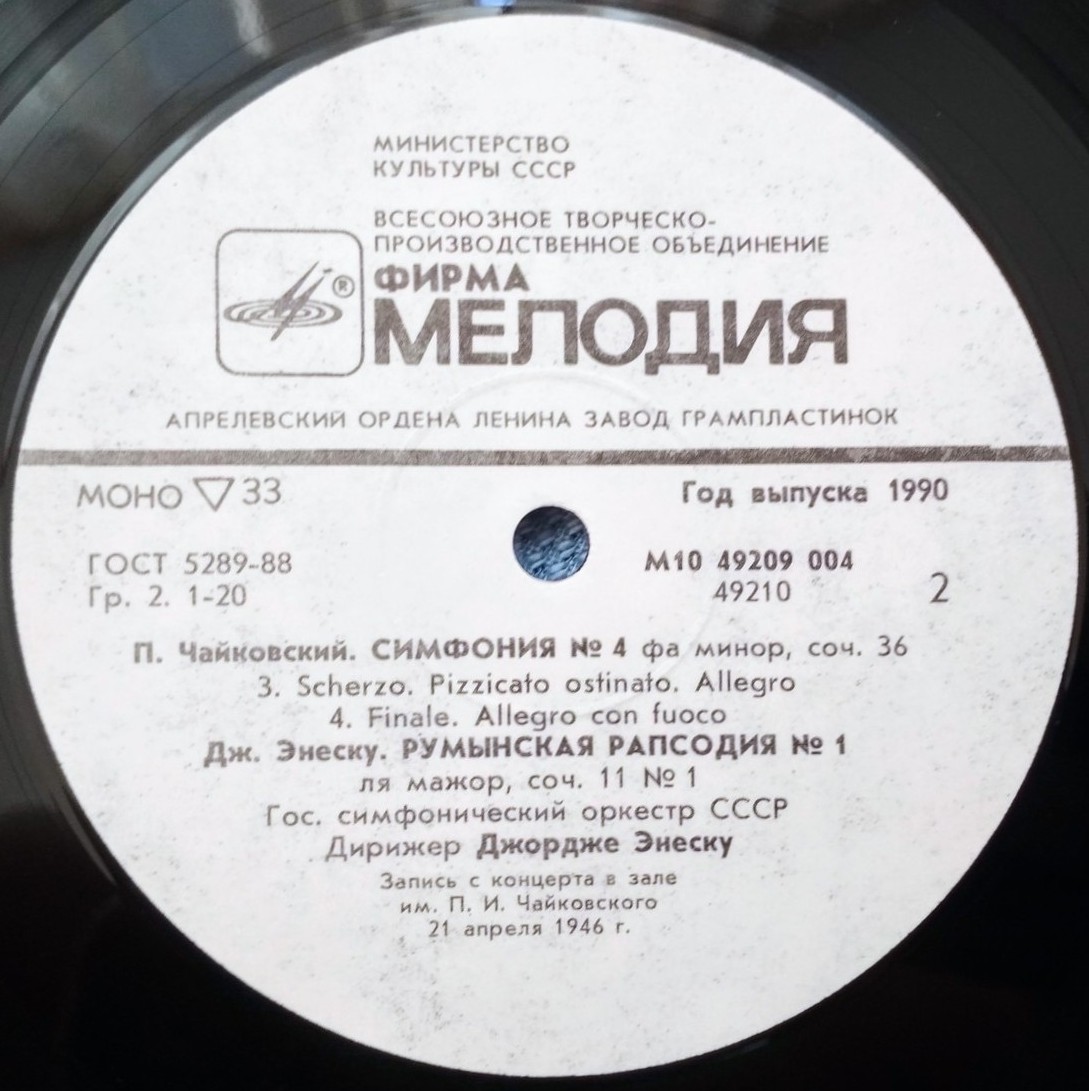 МИНИСТЕРСТВО
КУЛЬТУРЫ СССР
ВСЕСОЮЗНОЕ ТВОРЧЕСКО-
ПРОИЗВОДСТВЕННОЕ ОБЪЕДИНЕНИЕ
ФИРМА
®
МЕЛОДИЯ
АПРЕЛЕВСКИЙ ОРДЕНА ЛЕНИНА ЗАВОД ГРАМПЛАСТИНОК
МОНО ▽ 33 Год выпуска 1990
ГОСТ 5289-88 М10 49209 004
Гр. 2. 1-20 49210 2
П. Чайковский. СИМФОНИЯ № 4 фа минор, соч. 36
3. Scherzo. Pizzicato ostinato. Allegro
4. Finale. Allegro con fuoco
Дж. Энеску. РУМЫНСКАЯ РАПСОДИЯ № 1
ля мажор, соч. 11 № 1
Гос. симфонический оркестр СССР
Дирижер Джордже Энеску
Запись с концерта в зале
им. П. И. Чайковского
21 апреля 1946 г.